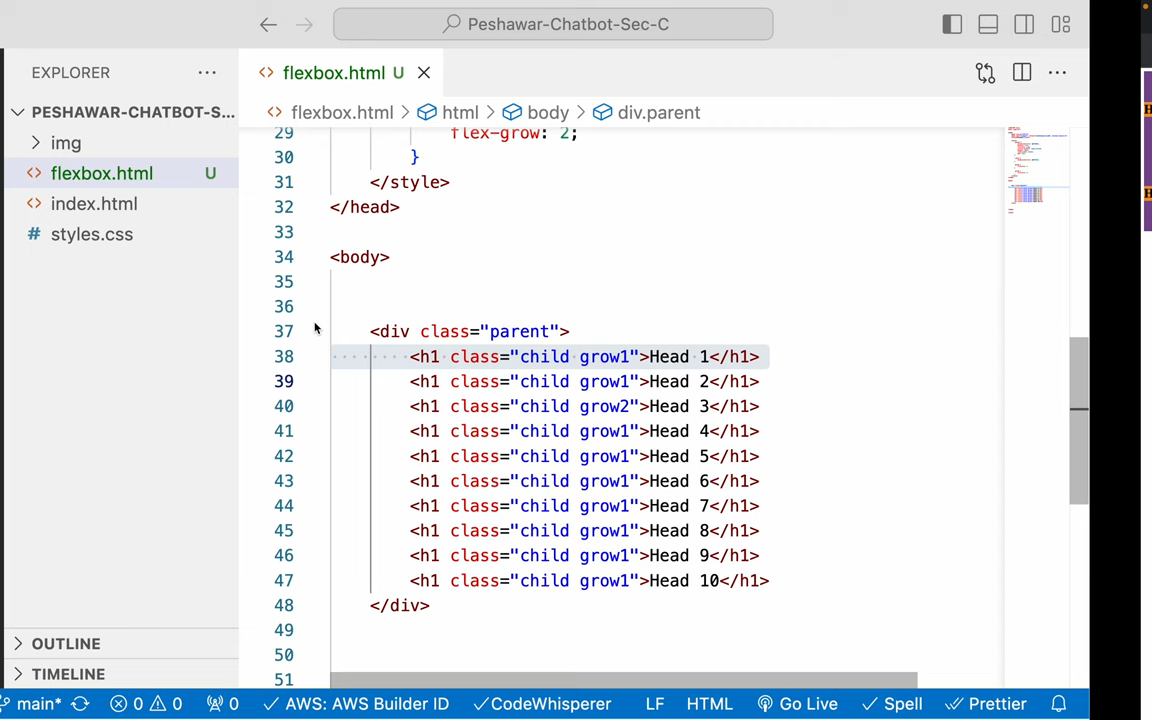 Peshawar-Chatbot-Sec-C
EXPLORER
flexbox.html U
PESHAWAR-CHATBOT-S...
flexbox.html > html > body > div.parent
img
flexbox.html U
index.html
styles.css
29 flex-grow: 2;
30 }
31 </style>
32 </head>
33
34 <body>
35
36
37 <div class="parent">
38 <h1 class="child grow1">Head 1</h1>
39 <h1 class="child grow1">Head 2</h1>
40 <h1 class="child grow2">Head 3</h1>
41 <h1 class="child grow1">Head 4</h1>
42 <h1 class="child grow1">Head 5</h1>
43 <h1 class="child grow1">Head 6</h1>
44 <h1 class="child grow1">Head 7</h1>
45 <h1 class="child grow1">Head 8</h1>
46 <h1 class="child grow1">Head 9</h1>
47 <h1 class="child grow1">Head 10</h1>
48 </div>
49
50
51
OUTLINE
TIMELINE
main* 0 0 0 AWS: AWS Builder ID CodeWhisperer LF HTML Go Live Spell Prettier